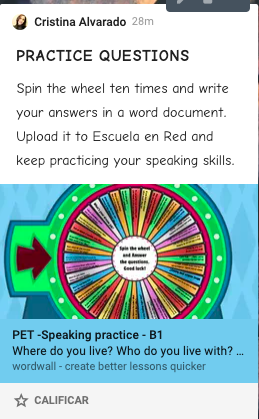 Cristina Alvarado 28m
PRACTICE QUESTIONS
Spin the wheel ten times and write
your answers in a word document.
Upload it to Escuela en Red and
keep practicing your speaking skills.
Spin the wheel
and Answer
the questions.
Good luck!
PET -Speaking practice - B1
Where do you live? Who do you live with? ...
wordwall - create better lessons quicker
CALIFICAR